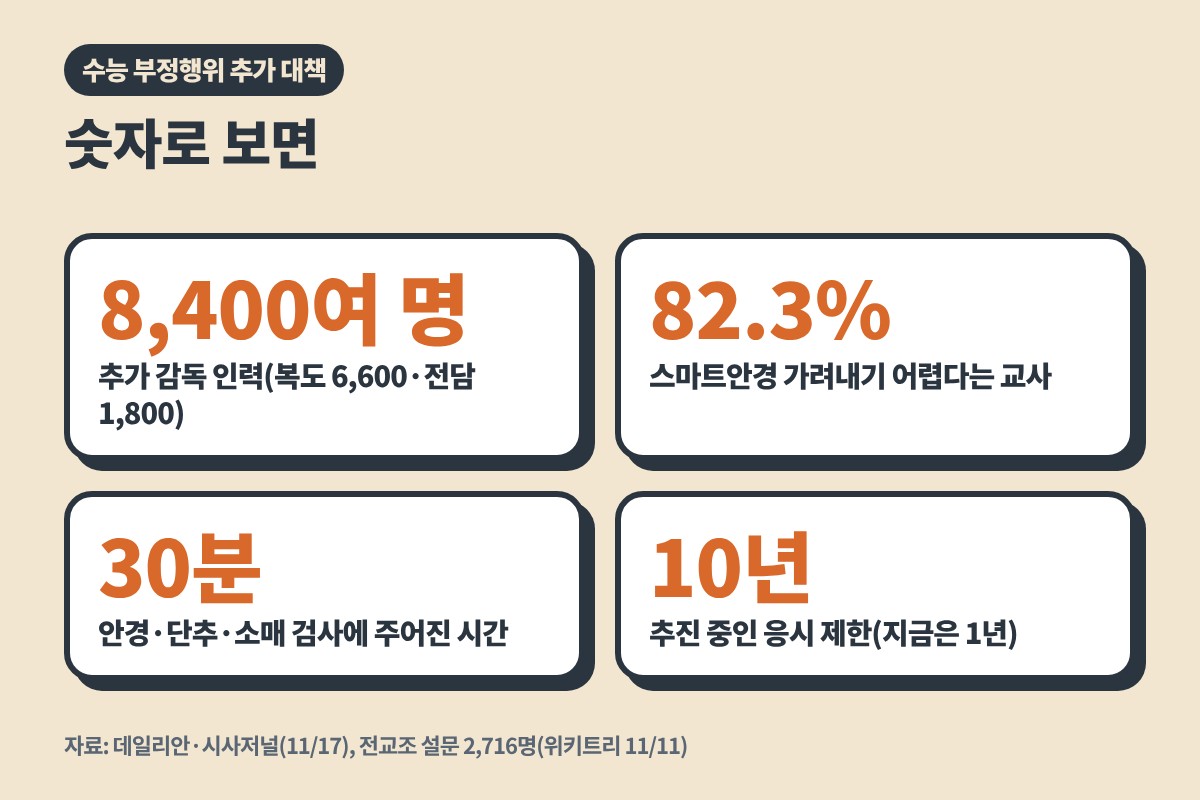 수능 부정행위 추가 대책
숫자로 보면
8,400여 명
추가 감독 인력(복도 6,600·전담
1,800)
82.3%
스마트안경 가려내기 어렵다는 교사
30분
안경·단추·소매 검사에 주어진 시간
10년
추진 중인 응시 제한(지금은 1년)
자료: 데일리안·시사저널(11/17), 전교조 설문 2,716명(위키트리 11/11)